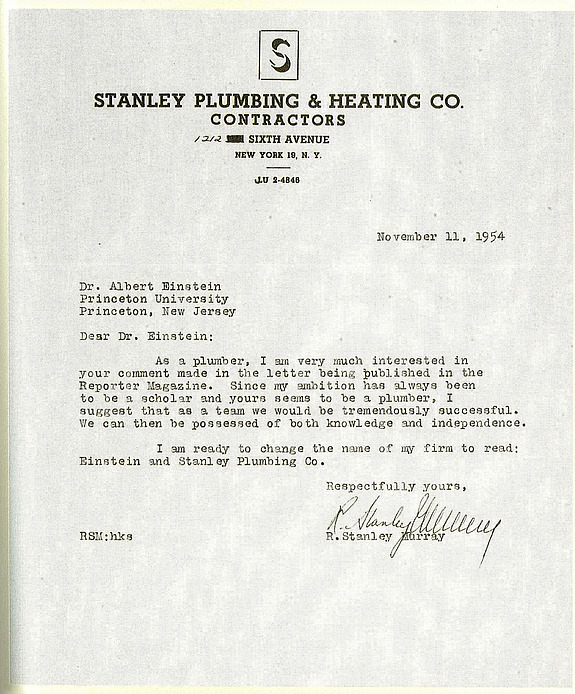 S
STANLEY PLUMBING & HEATING CO.
CONTRACTORS
1212 SIXTH AVENUE
NEW YORK 19, N. Y.
JU 2-4846
November 11, 1954
Dr. Albert Einstein
Princeton University
Princeton, New Jersey
Dear Dr. Einstein:
As a plumber, I am very much interested in
your comment made in the letter being published in the
Reporter Magazine. Since my ambition has always been
to be a scholar and yours seems to be a plumber, I
suggest that as a team we would be tremendously successful.
We can then be possessed of both knowledge and independence.
I am ready to change the name of my firm to read:
Einstein and Stanley Plumbing Co.
Respectfully yours,
R. Stanley Murray
RSM:hks R.Stanley Murray